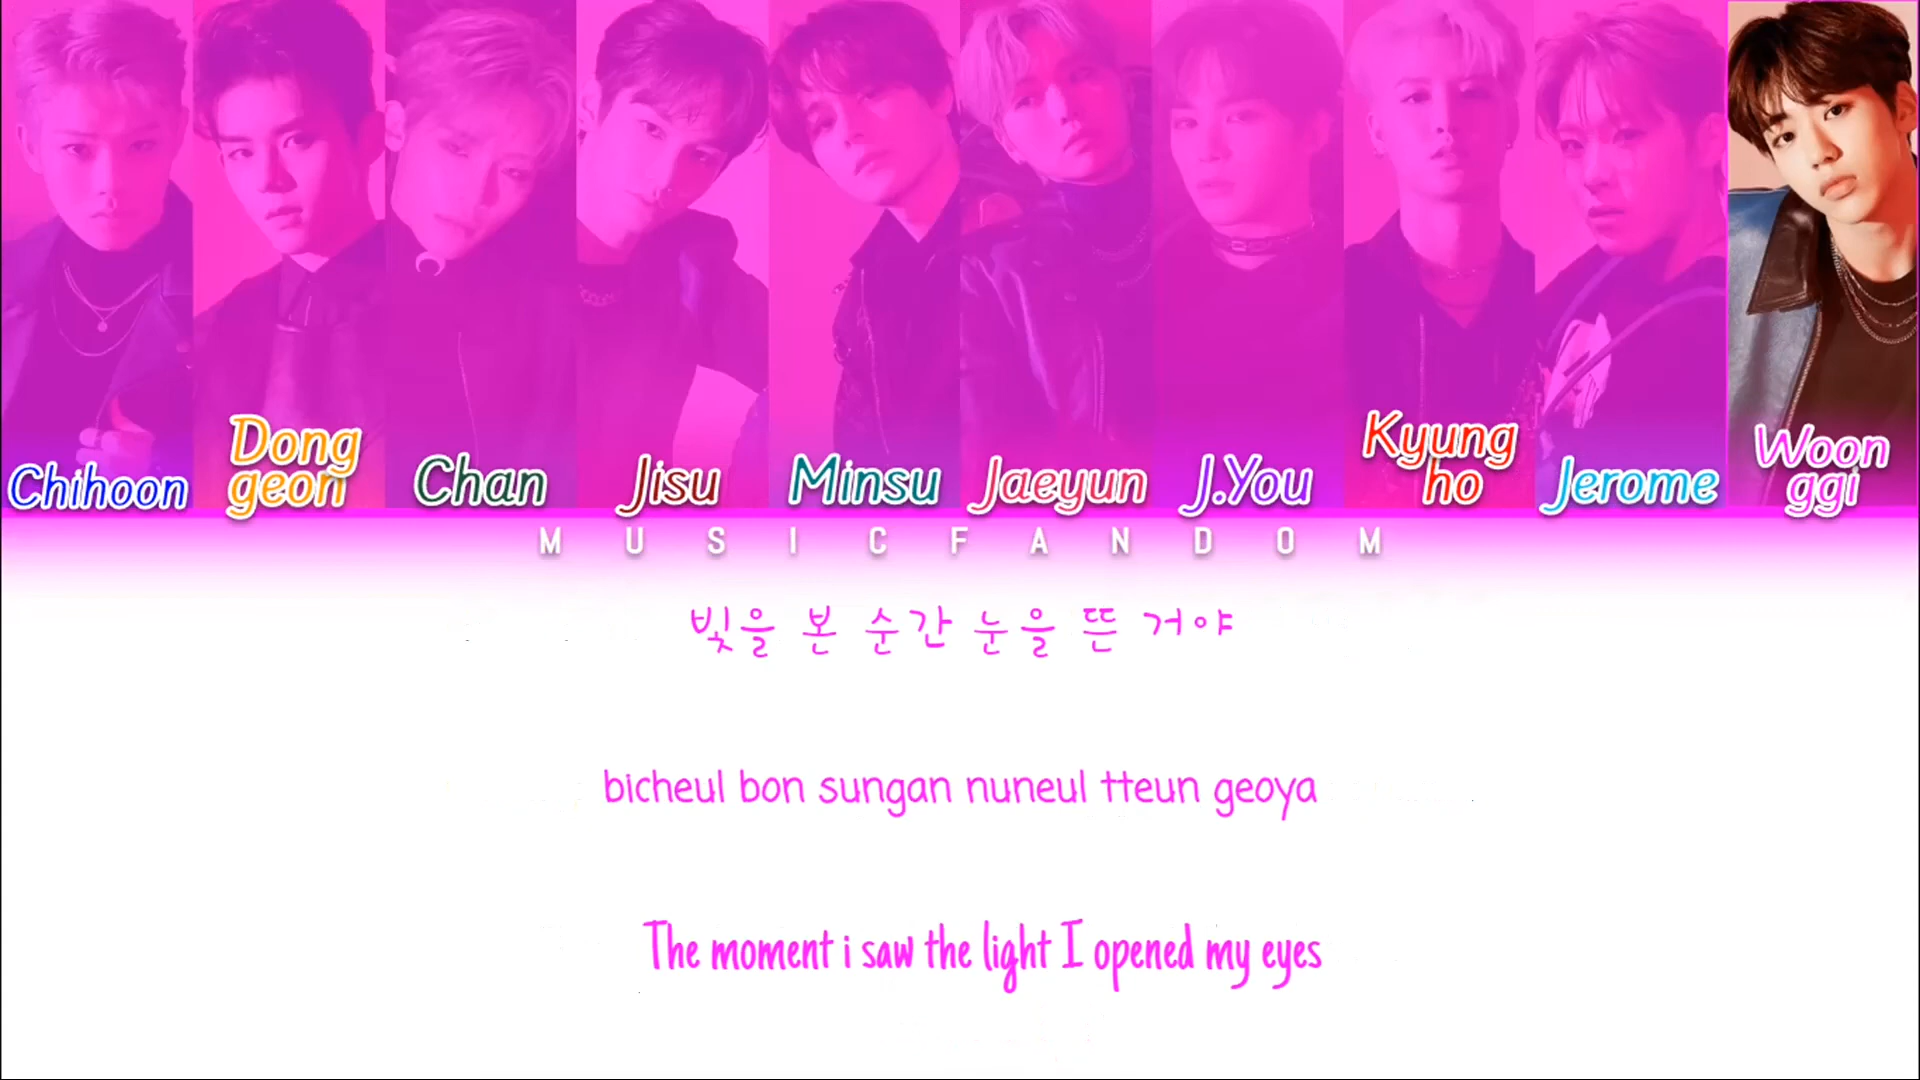 Chihoon
Dong
geon
Chan
Jisu
Minsu
Jaeyun
J.You
Kyung
ho
Jerome
Woon
ggi
MUSICFANDOM
빛을 본 순간 눈을 뜬 거야
bicheul bon sungan nuneul tteun geoya
The moment i saw the light I opened my eyes